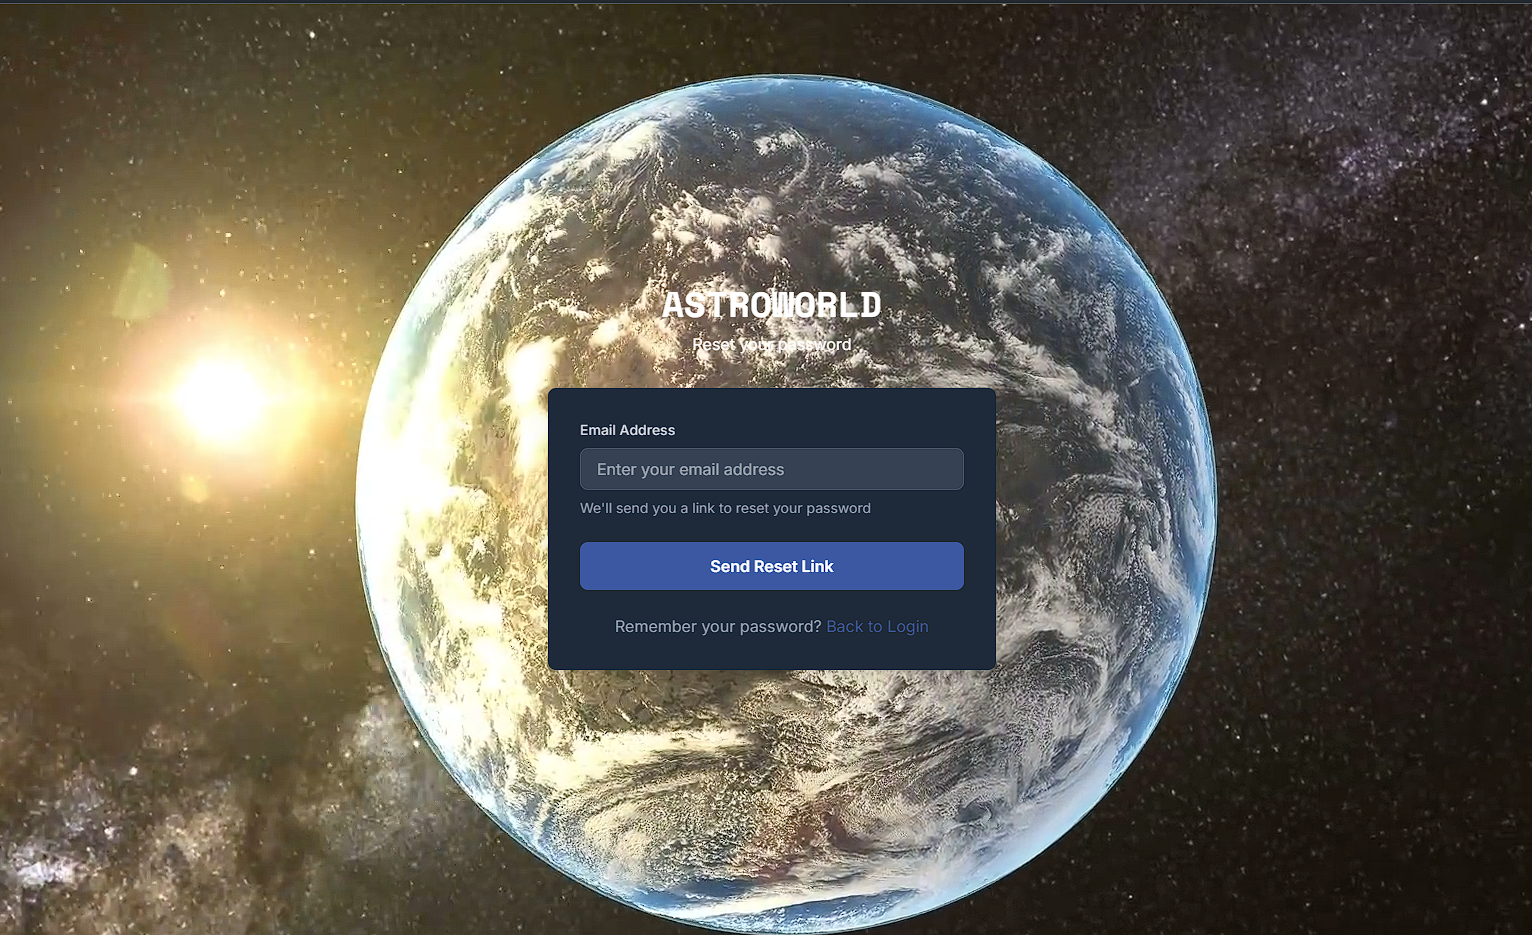 ASTROWORLD
Reset your password
Email Address
Enter your email address
We'll send you a link to reset your password
Send Reset Link
Remember your password? Back to Login